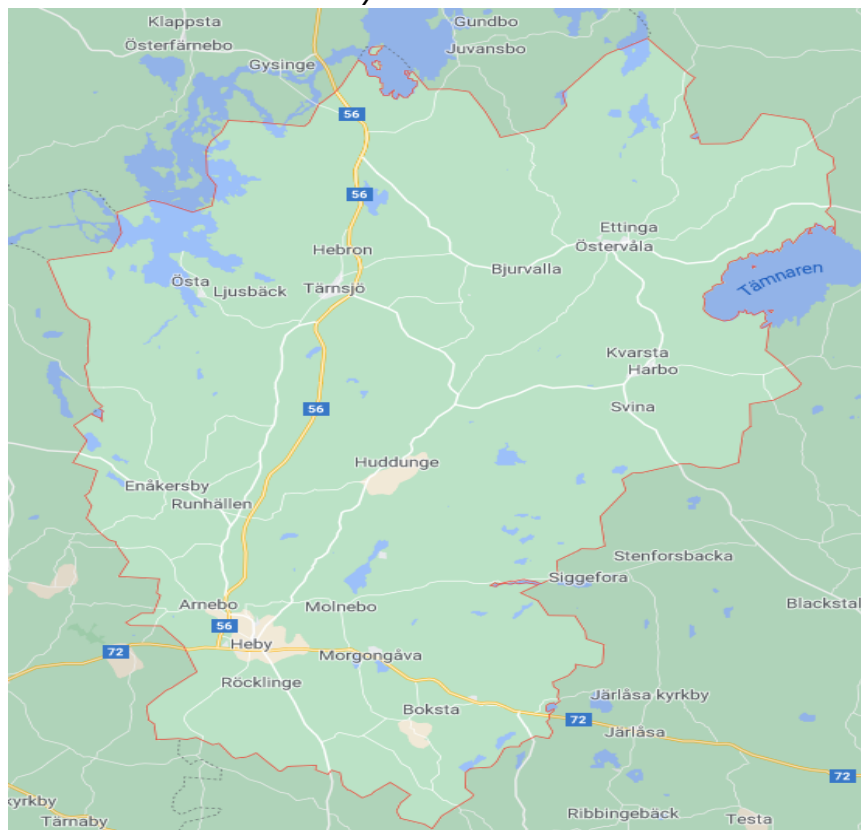 Klappsta
Gundbo
Österfärnebo
Juvansbo
Gysinge
56
56
Ettinga
Östervåla
Hebron
Bjurvalla
Tämnaren
Östa
Ljusbäck
Tärnsjö
Kvarsta
Harbo
56
Svina
Huddunge
Enåkersby
Runhällen
Stenforsbacka
Siggefora
Arnebo
Molnebo
Blackstal
56
Heby
72
Morgongåva
Röcklinge
Järlåsa kyrkby
Boksta
72
Järlåsa
72
kyrkby
Tärnaby
Ribbingebäck
Testa